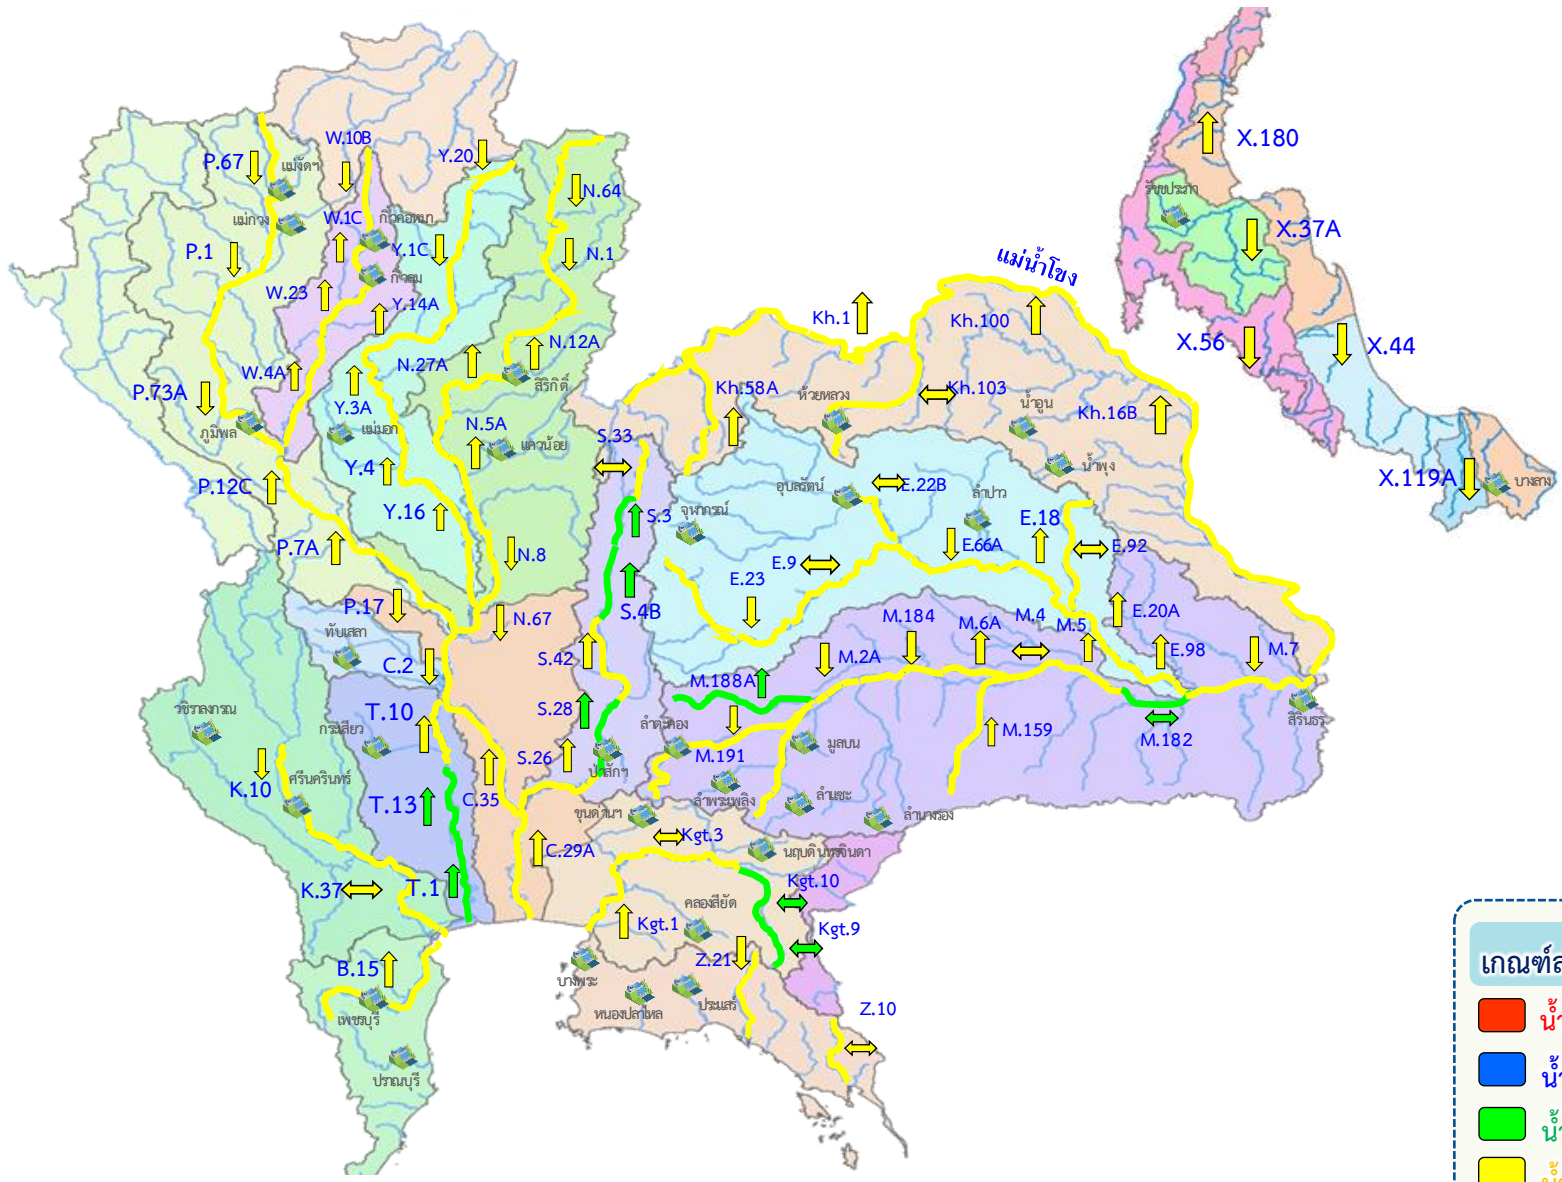 P.67
แม่งัดฯ
W.10B
Y.20
N.64
X.180
รัชชประภา
แม่กวง
W.1C
กิ่วคอหมา
X.37A
P.1
Y.1C
N.1
แม่น้ำโขง
กิ่วลม
W.23
Y.14A
Kh.1
Kh.100
X.56
X.44
N.12A
N.27A
W.4A
สิริกิติ์
P.73A
Kh.58A
ห้วยหลวง
Kh.103
น้ำอูน
Kh.16B
Y.3A
แม่มอก
N.5A
แควน้อย
ภูมิพล
S.33
Y.4
น้ำพุง
X.119A
บางลาง
P.12C
อุบลรัตน์
E.22B
ลำปาว
Y.16
S.3
จุฬาภรณ์
E.18
P.7A
N.8
E.66A
E.92
E.9
E.23
P.17
N.67
S.4B
M.184
M.6A
M.4
M.5
E.20A
ทับเสลา
C.2
S.42
M.2A
E.98
M.7
M.188A
วชิราลงกรณ
T.10
S.28
ลำตะคอง
กระเสียว
มูลบน
M.159
M.182
สิรินธร
S.26
ป่าสักฯ
M.191
K.10
ศรีนครินทร์
T.13
C.35
ขุนด่านฯ
ลำพระเพลิง
ลำแชะ
ลำนางรอง
C.29A
Kgt.3
นฤบดินทรจินดา
K.37
T.1
Kgt.10
คลองสียัด
Kgt.1
Kgt.9
B.15
Z.21
บางพระ
เพชรบุรี
หนองปลาไหล
ประแสร์
Z.10
ปราณบุรี